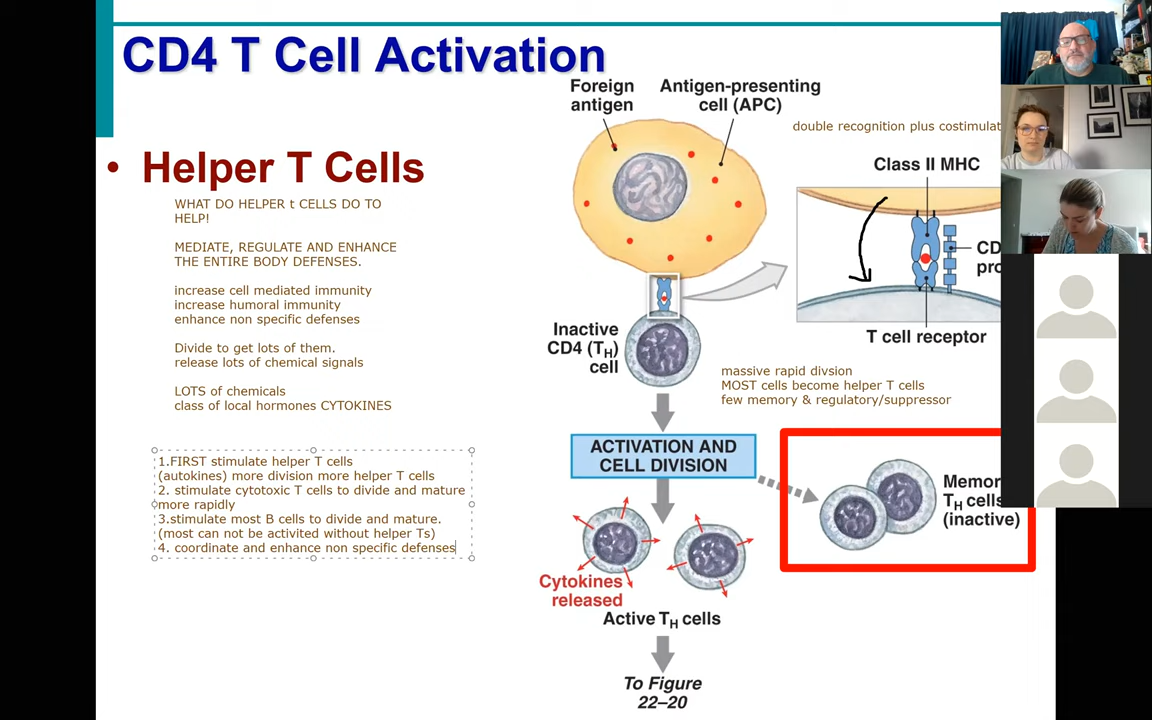 CD4 T Cell Activation
• Helper T Cells
WHAT DO HELPER t CELLS DO TO
HELP!
MEDIATE, REGULATE AND ENHANCE
THE ENTIRE BODY DEFENSES.
increase cell mediated immunity
increase humoral immunity
enhance non specific defenses
Divide to get lots of them.
release lots of chemical signals
LOTS of chemicals
class of local hormones CYTOKINES
1.FIRST stimulate helper T cells
(autokines) more division more helper T cells
2. stimulate cytotoxic T cells to divide and mature
more rapidly
3.stimulate most B cells to divide and mature.
(most can not be activited without helper Ts)
4. coordinate and enhance non specific defenses
Foreign
antigen
Antigen-presenting
cell (APC)
double recognition plus costimulat
Class II MHC
CD
pro
T cell receptor
Inactive
CD4 (TH)
cell
massive rapid divsion
MOST cells become helper T cells
few memory & regulatory/suppressor
ACTIVATION AND
CELL DIVISION
Memor
TH cells
(inactive)
Cytokines
released
Active TH cells
To Figure
22–20